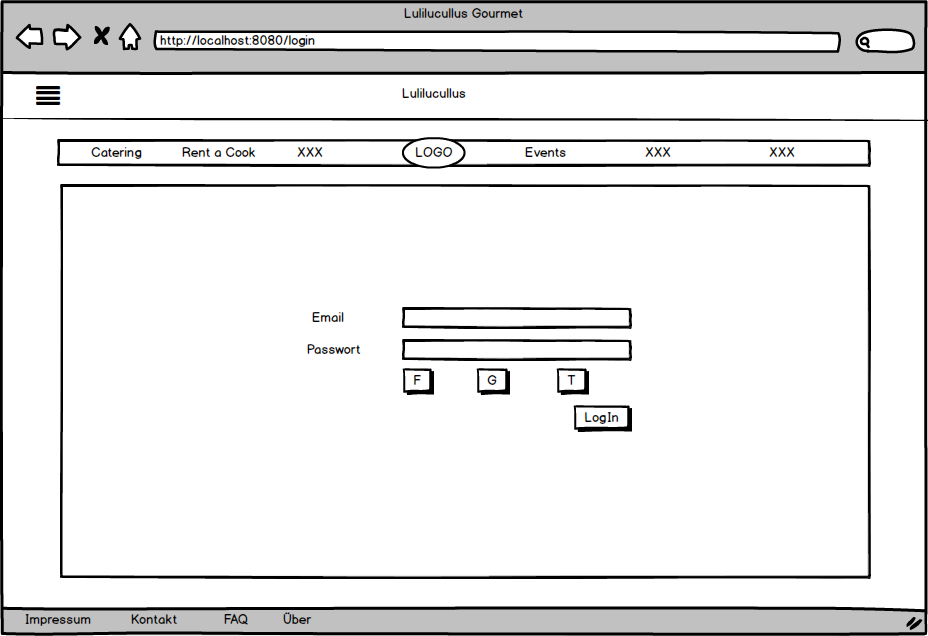 Lulilucullus Gourmet
http://localhost:8080/login
Lulilucullus
Catering Rent a Cook XXX LOGO Events XXX XXX
Email
Passwort
F G T
LogIn
Impressum Kontakt FAQ Über